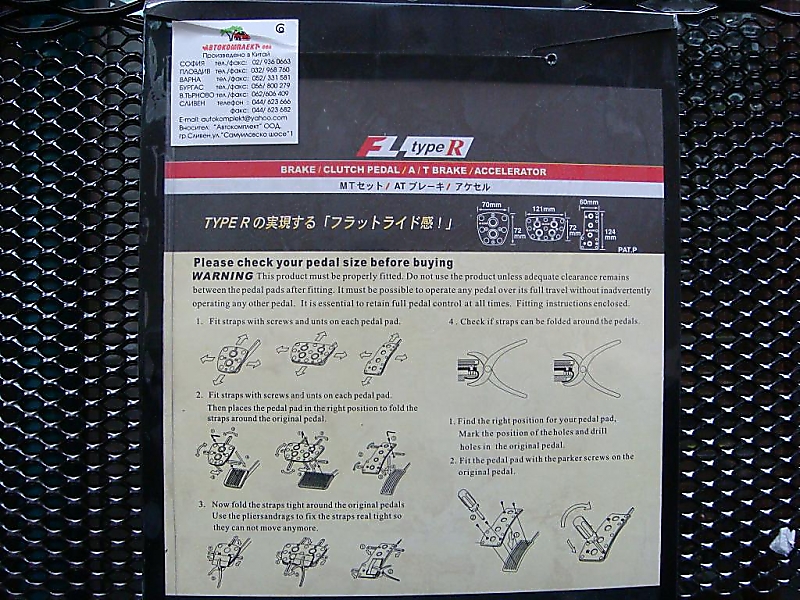 6
АВТОКОМПЛЕКТ ООД
Произведено в Китай
СОФИЯ тел./факс: 02/ 936 0663
ПЛОВДИВ тел./факс: 032/ 968 760
ВАРНА тел./факс: 052/ 331 581
БУРГАС тел./факс: 056/ 800 279
В.ТЪРНОВО тел./факс: 062/606 409
СЛИВЕН телефон : 044/ 623 666
факс: 044/ 623 682
E-mail: autokomplekt@yahoo.com
Вносител: "Автокомплект" ООД,
гр.Сливен ул."Самуиловско шосе"1
FL type R
BRAKE / CLUTCH PEDAL / A / T BRAKE / ACCELERATOR
MTセット / ATブレーキ / アケセル
TYPE R の実現する「フラットライド感！」
70mm
72 mm
121mm
72 mm
60mm
124 mm
PAT.P
Please check your pedal size before buying
WARNING This product must be properly fitted. Do not use the product unless adequate clearance remains
between the pedal pads after fitting. It must be possible to operate any pedal over its full travel without inadvertently
operating any other pedal. It is essential to retain full pedal control at all times. Fitting instructions enclosed.
1. Fit straps with screws and unts on each pedal pad.
2. Fit straps with screws and unts on each pedal pad.
Then places the pedal pad in the right position to fold the
straps around the original pedal.
3. Now fold the straps tight around the original pedals
Use the pliersandrags to fix the straps real tight so
they can not move anymore.
4. Check if straps can be folded around the pedals.
1. Find the right position for your pedal pad,
Mark the position of theholes and drill
holes in the original pedal.
2. Fit the pedal pad with the parker screws on the
original pedal.